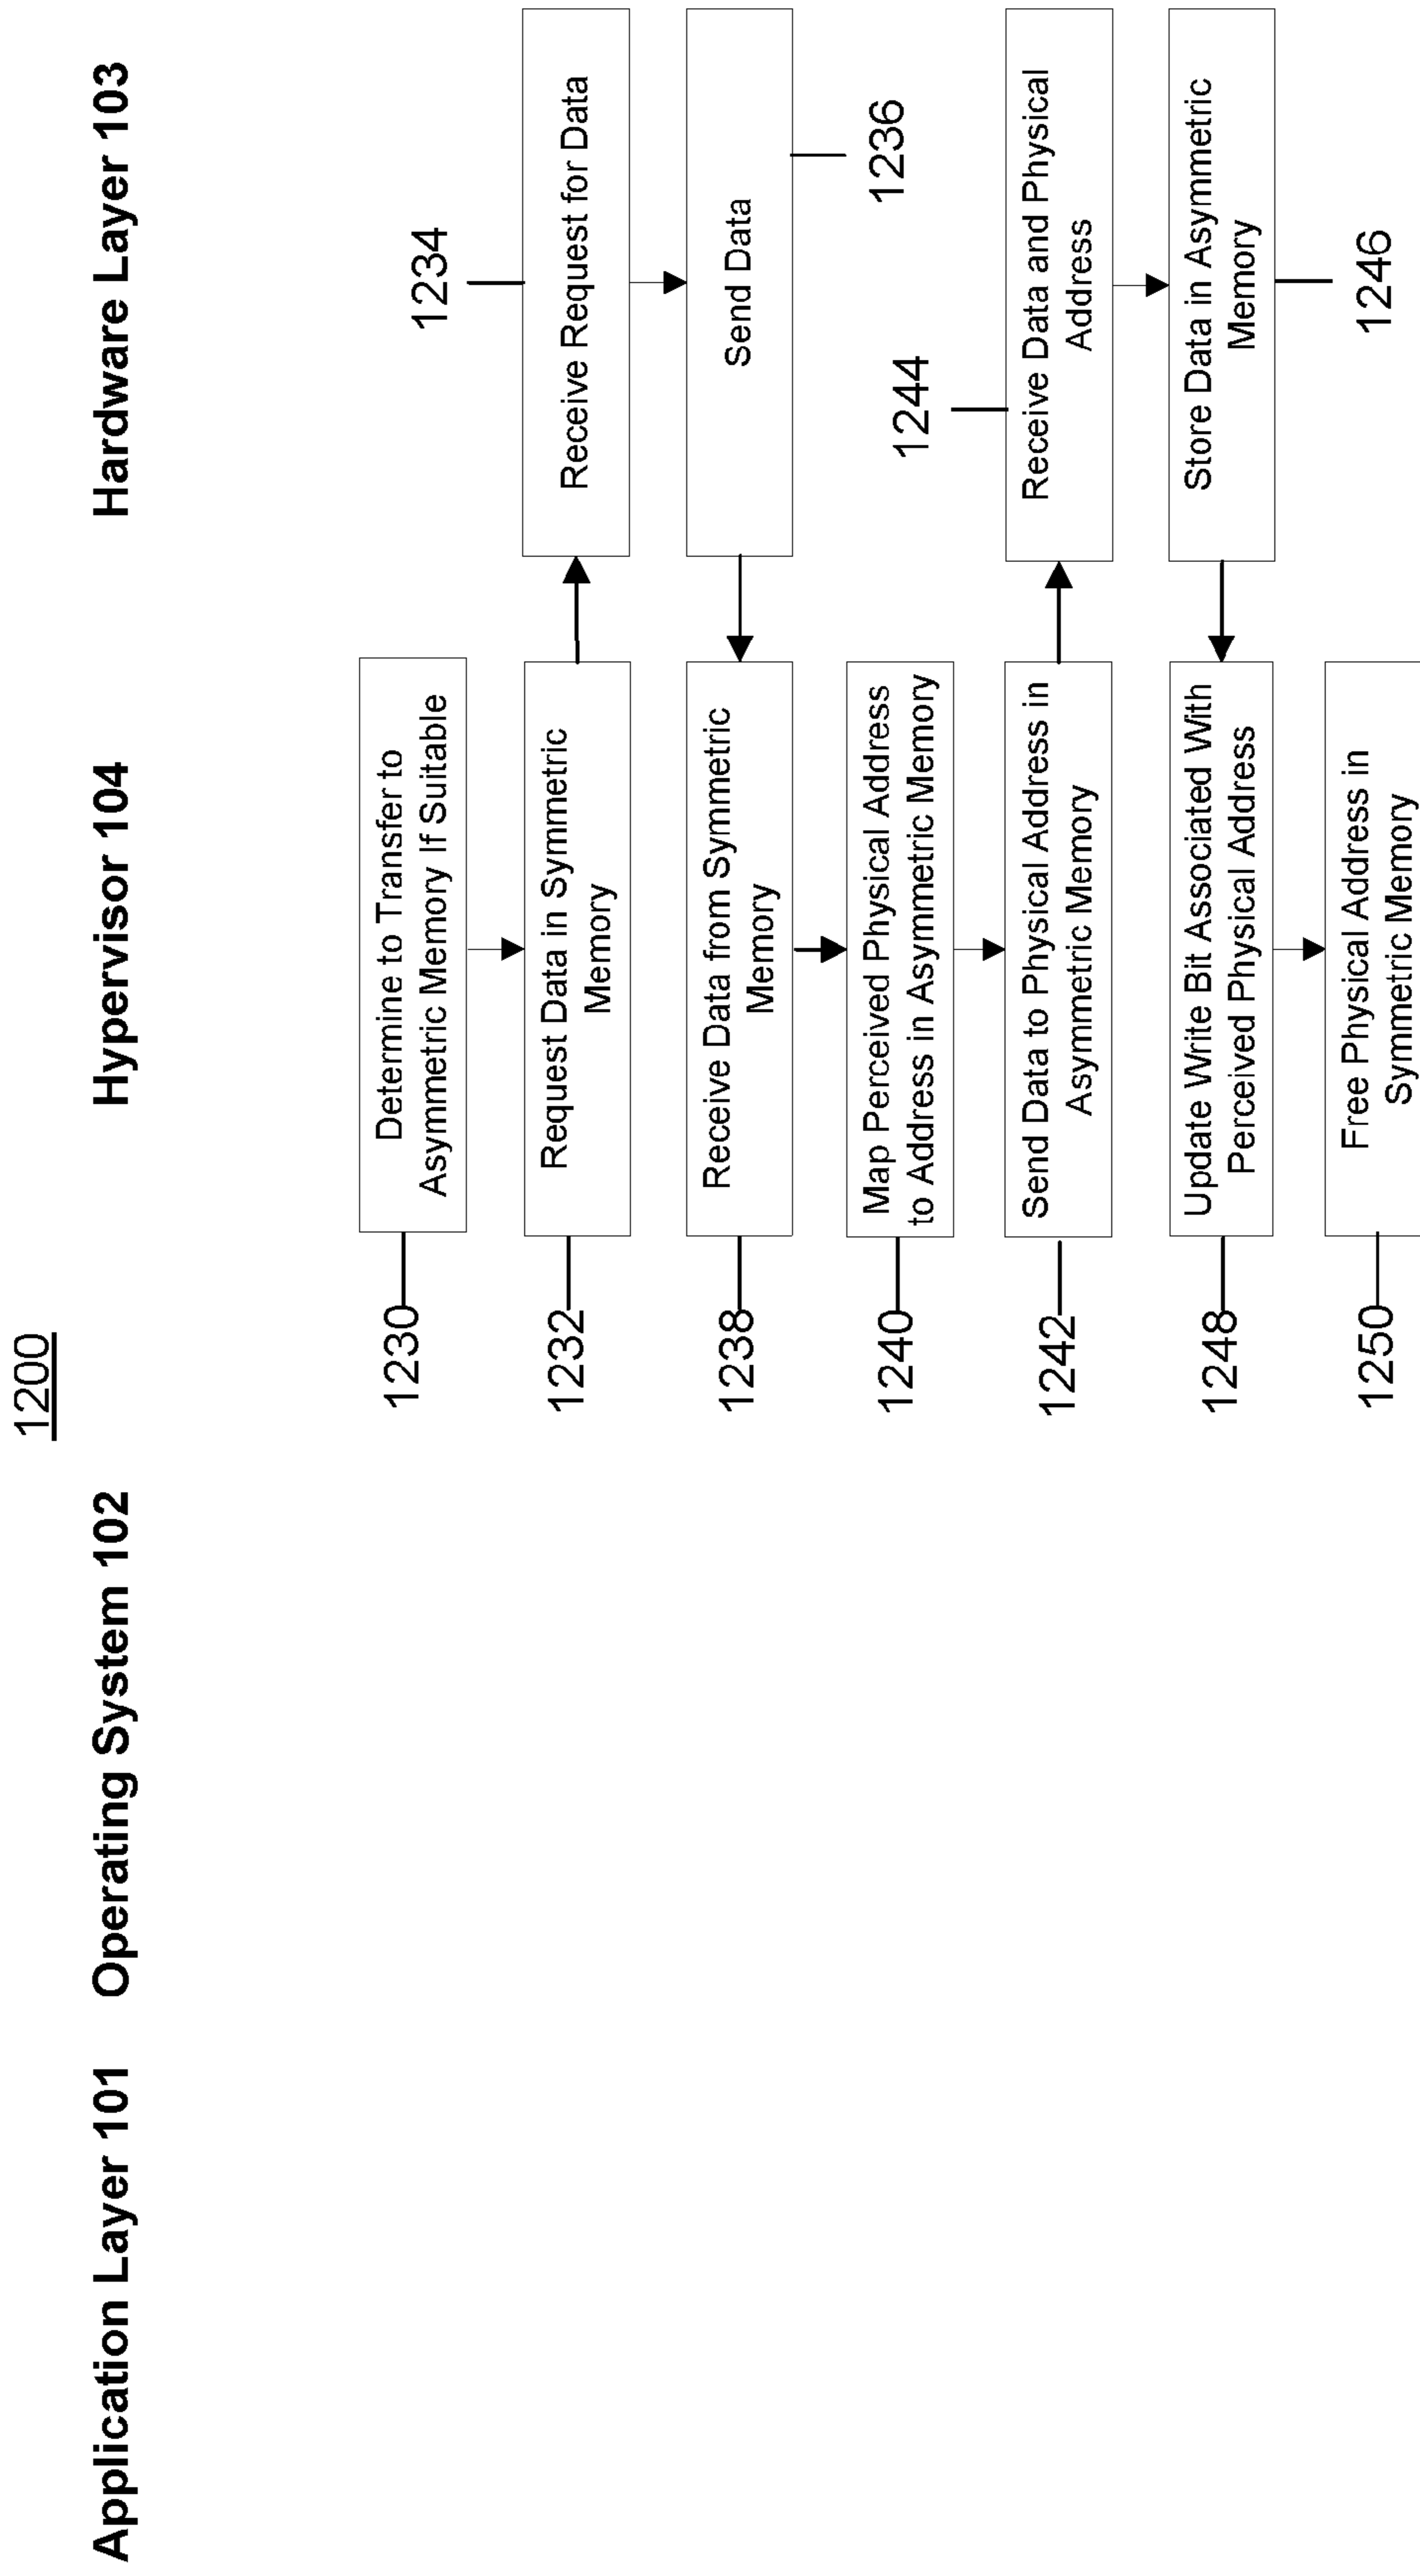 1200
Application Layer 101
Operating System 102
Hypervisor 104
Hardware Layer 103
1230
Determine to Transfer to
Asymmetric Memory If Suitable
1232
Request Data in Symmetric
Memory
1234
Receive Request for Data
Send Data
1236
1238
Receive Data from Symmetric
Memory
1240
Map Perceived Physical Address
to Address in Asymmetric Memory
1242
Send Data to Physical Address in
Asymmetric Memory
1244
Receive Data and Physical
Address
Store Data in Asymmetric
Memory
1246
1248
Update Write Bit Associated With
Perceived Physical Address
1250
Free Physical Address in
Symmetric Memory